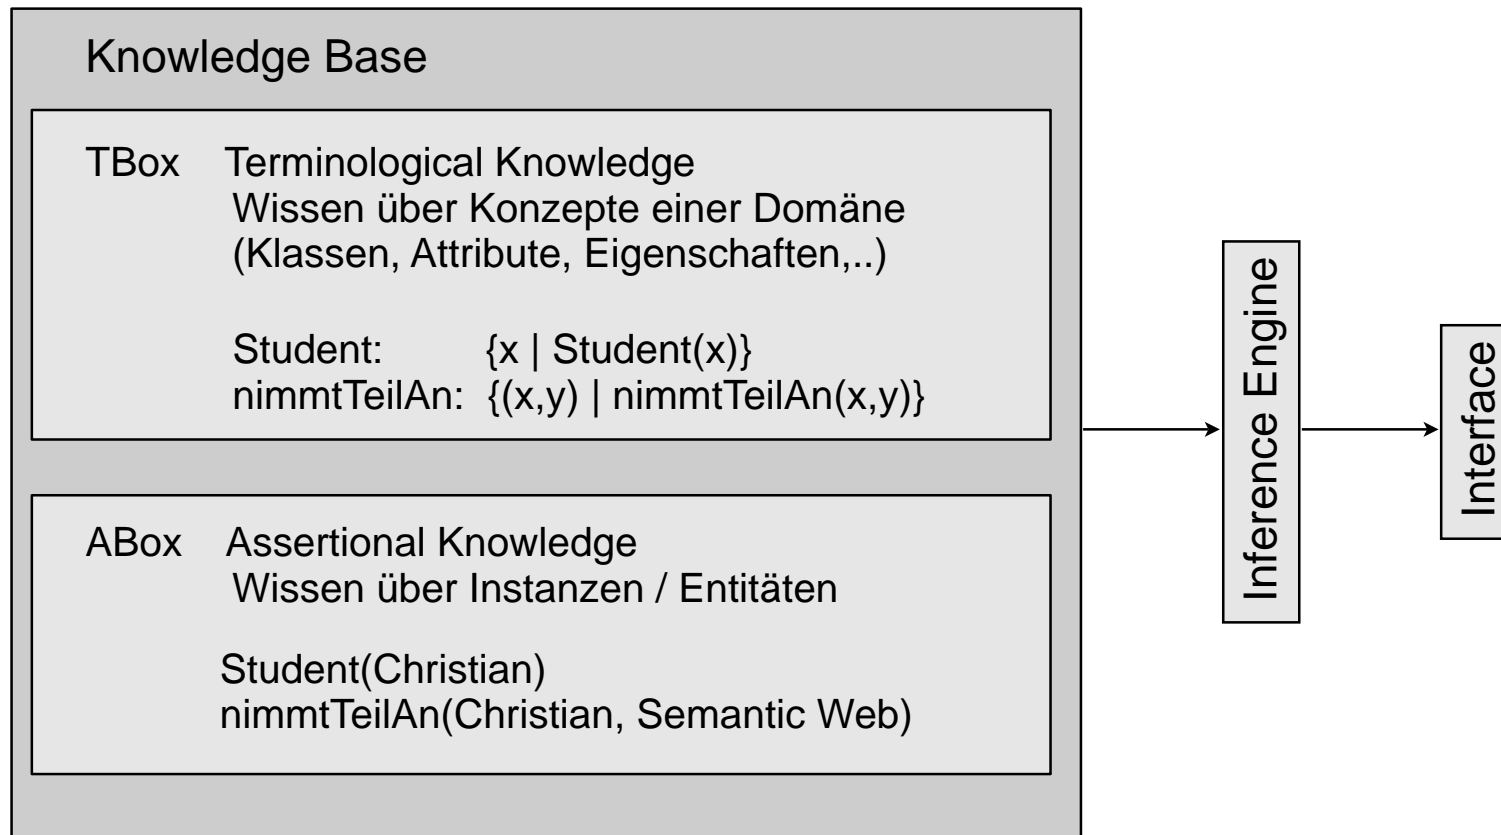 Knowledge Base
TBox Terminological Knowledge
Wissen über Konzepte einer Domäne
(Klassen, Attribute, Eigenschaften,..)
Student: {x | Student(x)}
nimmtTeilAn: {(x,y) | nimmtTeilAn(x,y)}
ABox Assertional Knowledge
Wissen über Instanzen / Entitäten
Student(Christian)
nimmtTeilAn(Christian, Semantic Web)
Inference Engine
Interface